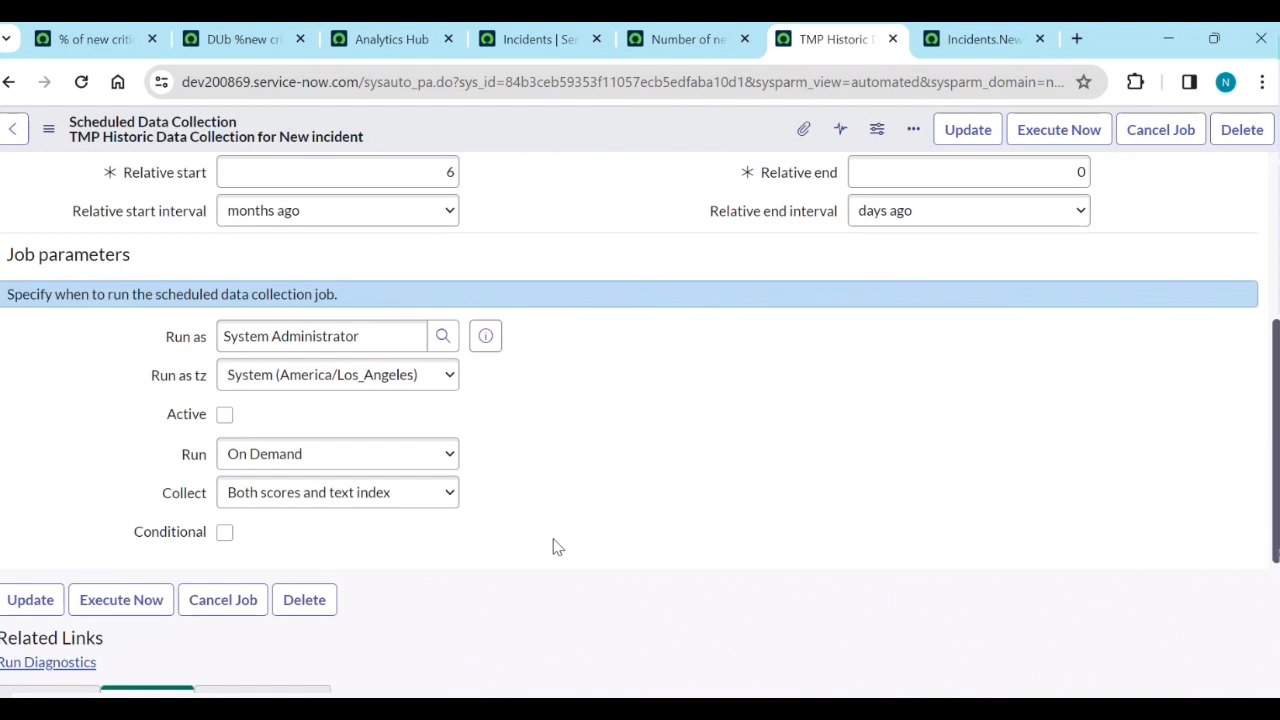 % of new criti
DUb %new cr
Analytics Hub
Incidents | Ser
Number of ne
TMP Historic D
Incidents.New
dev200869.service-now.com/sysauto_pa.do?sys_id=84b3ceb59353f11057ecb5edfaba10d1&sysparm_view=automated&sysparm_domain=n...
N
Scheduled Data Collection
TMP Historic Data Collection for New incident
Update
Execute Now
Cancel Job
Delete
Relative start
6
Relative end
0
Relative start interval
months ago
Relative end interval
days ago
Job parameters
Specify when to run the scheduled data collection job.
Run as
System Administrator
Run as tz
System (America/Los_Angeles)
Active
Run
On Demand
Collect
Both scores and text index
Conditional
Update
Execute Now
Cancel Job
Delete
Related Links
Run Diagnostics